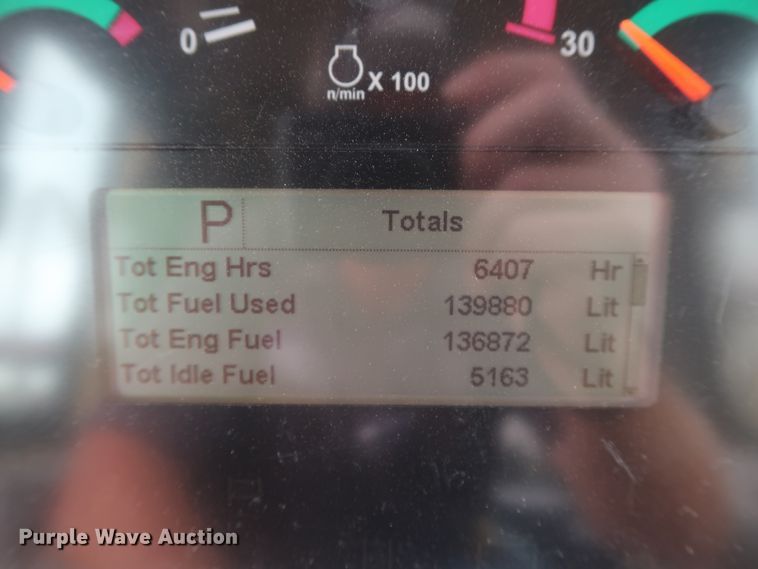 0 30
n/min X 100
P Totals
Tot Eng Hrs 6407 Hr
Tot Fuel Used 139880 Lit
Tot Eng Fuel 136872 Lit
Tot Idle Fuel 5163 Lit
Purple Wave Auction